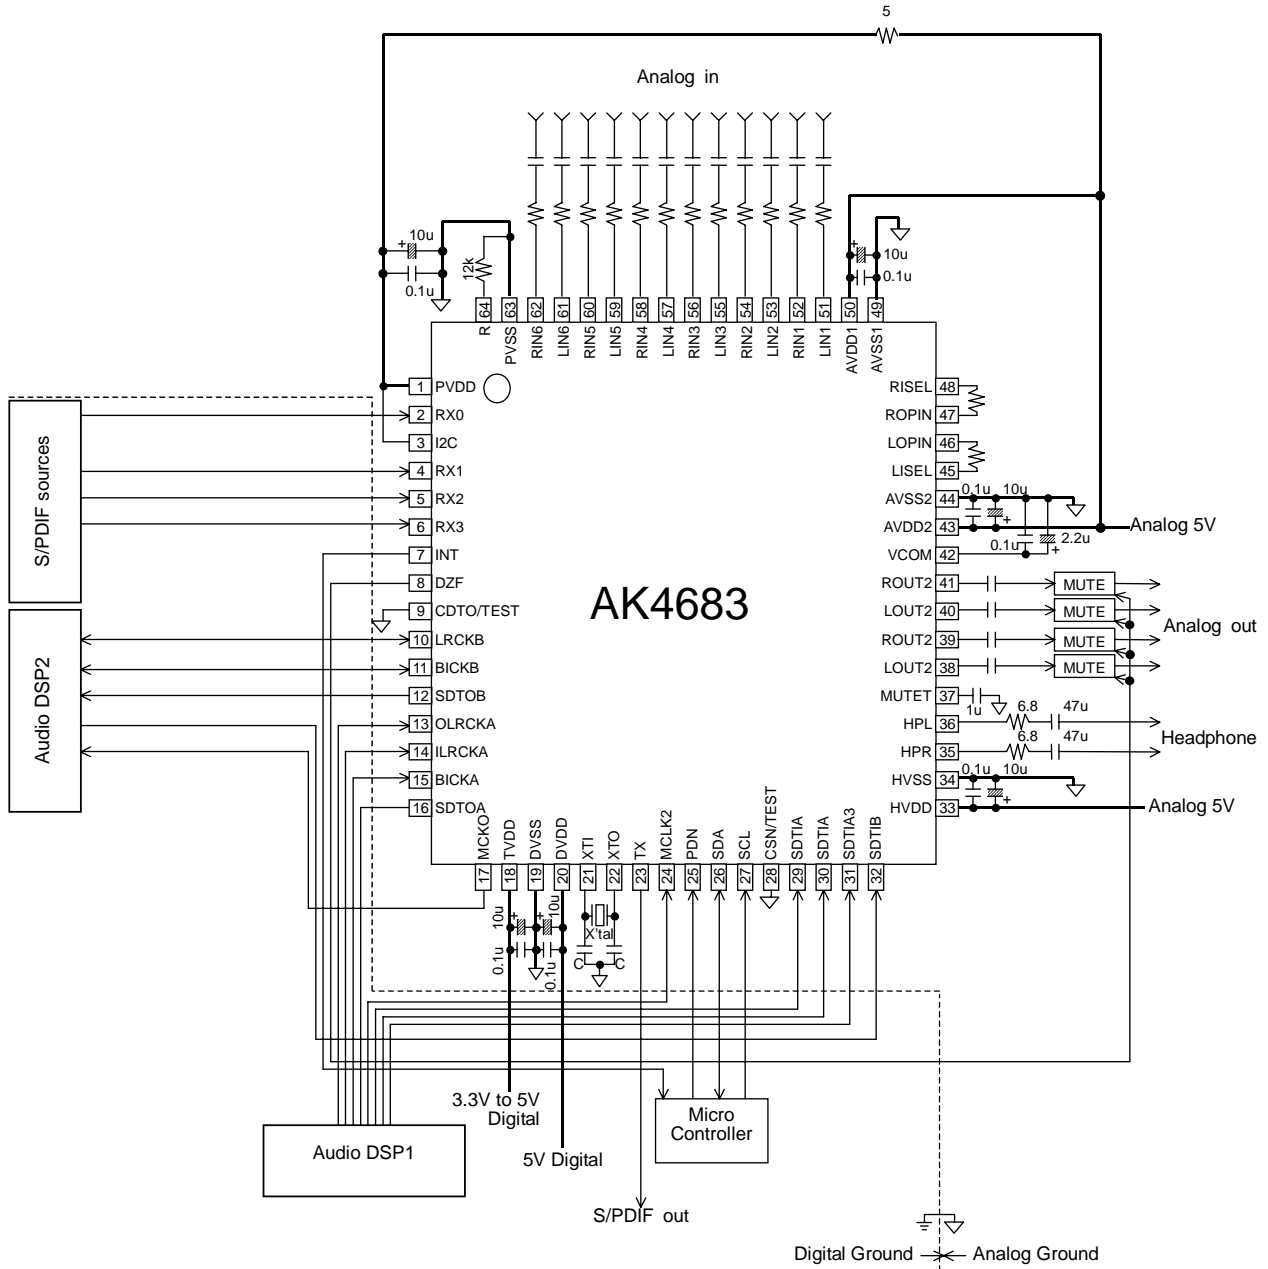 5
Analog in
+
10u
0.1u
12k
+
10u
0.1u
64
63
62
61
60
59
58
57
56
55
54
53
52
51
50
49
R
PVSS
RIN6
LIN6
RIN5
LIN5
RIN4
LIN4
RIN3
LIN3
RIN2
LIN2
RIN1
LIN1
AVDD1
AVSS1
S/PDIF sources
Audio DSP2
1 PVDD
2 RX0
3 I2C
4 RX1
5 RX2
6 RX3
7 INT
8 DZF
9 CDTO/TEST
10 LRCKB
11 BICKB
12 SDTOB
13 OLRCKA
14 ILRCKA
15 BICKA
16 SDTOA
AK4683
RISEL 48
ROPIN 47
LOPIN 46
LISEL 45
AVSS2 44
AVDD2 43
VCOM 42
ROUT2 41
LOUT2 40
ROUT2 39
LOUT2 38
MUTET 37
HPL 36
HPR 35
HVSS 34
HVDD 33
0.1u 10u
+
Analog 5V
0.1u
2.2u
+
MUTE
MUTE
MUTE
MUTE
Analog out
1u
6.8 47u
6.8 47u
Headphone
0.1u 10u
+
Analog 5V
MCKO
TVDD
DVSS
DVDD
XTI
XTO
TX
MCLK2
PDN
SDA
SCL
CSN/TEST
SDTIA
SDTIA
SDTIA3
SDTIB
17
18
19
20
21
22
23
24
25
26
27
28
29
30
31
32
10u
+
+
10u
0.1u
0.1u
X'tal
C
C
3.3V to 5V
Digital
5V Digital
Micro
Controller
Audio DSP1
S/PDIF out
Digital Ground
Analog Ground